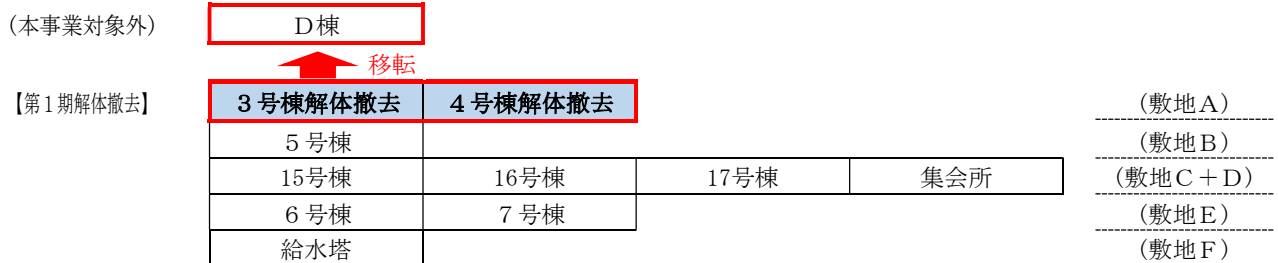 （本事業対象外） Ｄ棟
移転
【第１期解体撤去】 ３号棟解体撤去 ４号棟解体撤去 （敷地Ａ）
５号棟 （敷地Ｂ）
15号棟 16号棟 17号棟 集会所 （敷地Ｃ＋Ｄ）
６号棟 ７号棟 （敷地Ｅ）
給水塔 （敷地Ｆ）